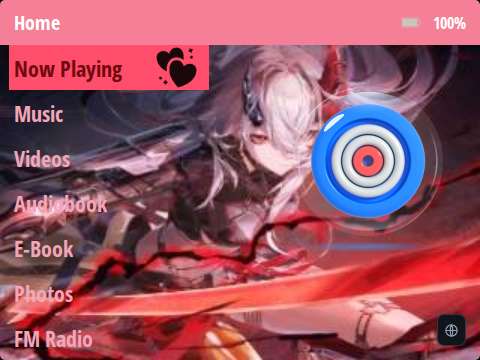 Home
100%
Now Playing
Music
Videos
Audiobook
E-Book
Photos
FM Radio